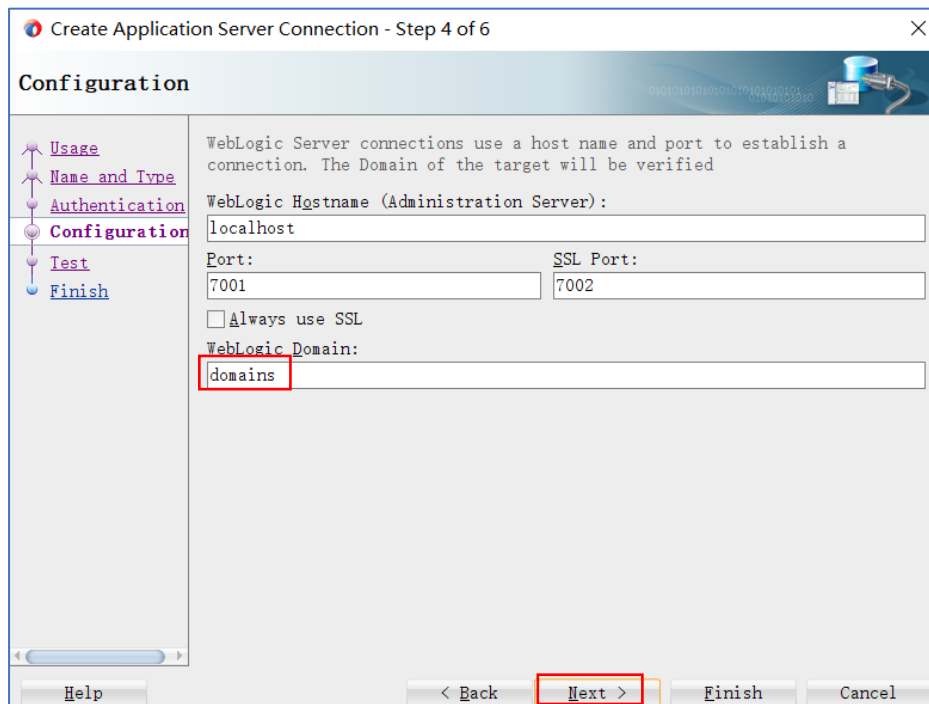 Create Application Server Connection - Step 4 of 6
Configuration
Usage
Name and Type
Authentication
Configuration
Test
Finish
WebLogic Server connections use a host name and port to establish a
connection. The Domain of the target will be verified
WebLogic Hostname (Administration Server):
localhost
Port:
SSL Port:
7001
7002
Always use SSL
WebLogic Domain:
domains
Help
< Back
Next >
Finish
Cancel